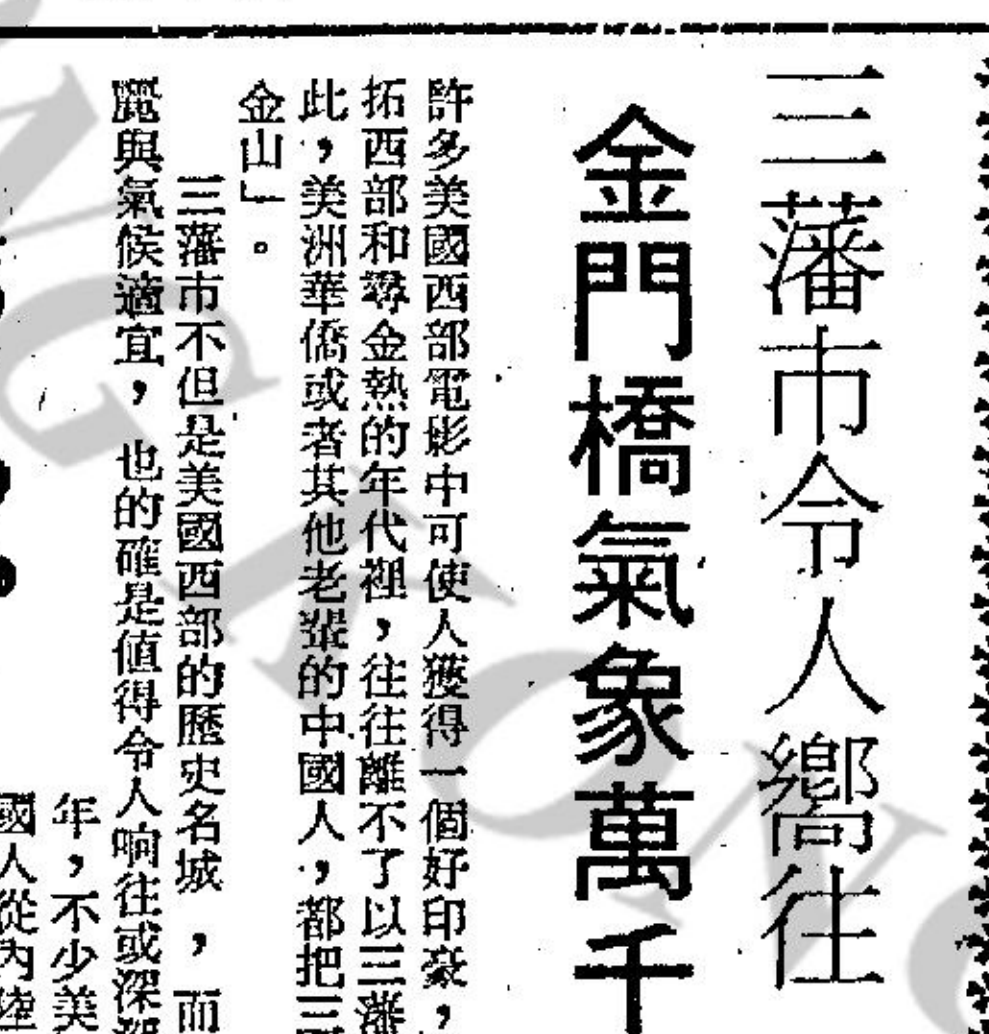 三藩市令人嚮往
金門橋氣象萬千
許多美國西部電影中可使人獲得一個好印象，
拓西部和尋金熱的年代裡，往往離不了以三藩
此，美洲華僑或者其他老輩的中國人，都把三
金山」。
三藩市不但是美國西部的歷史名城，而
麗與氣候適宜，也的確是値得令人响往或深
年，不少美
國人從內陸